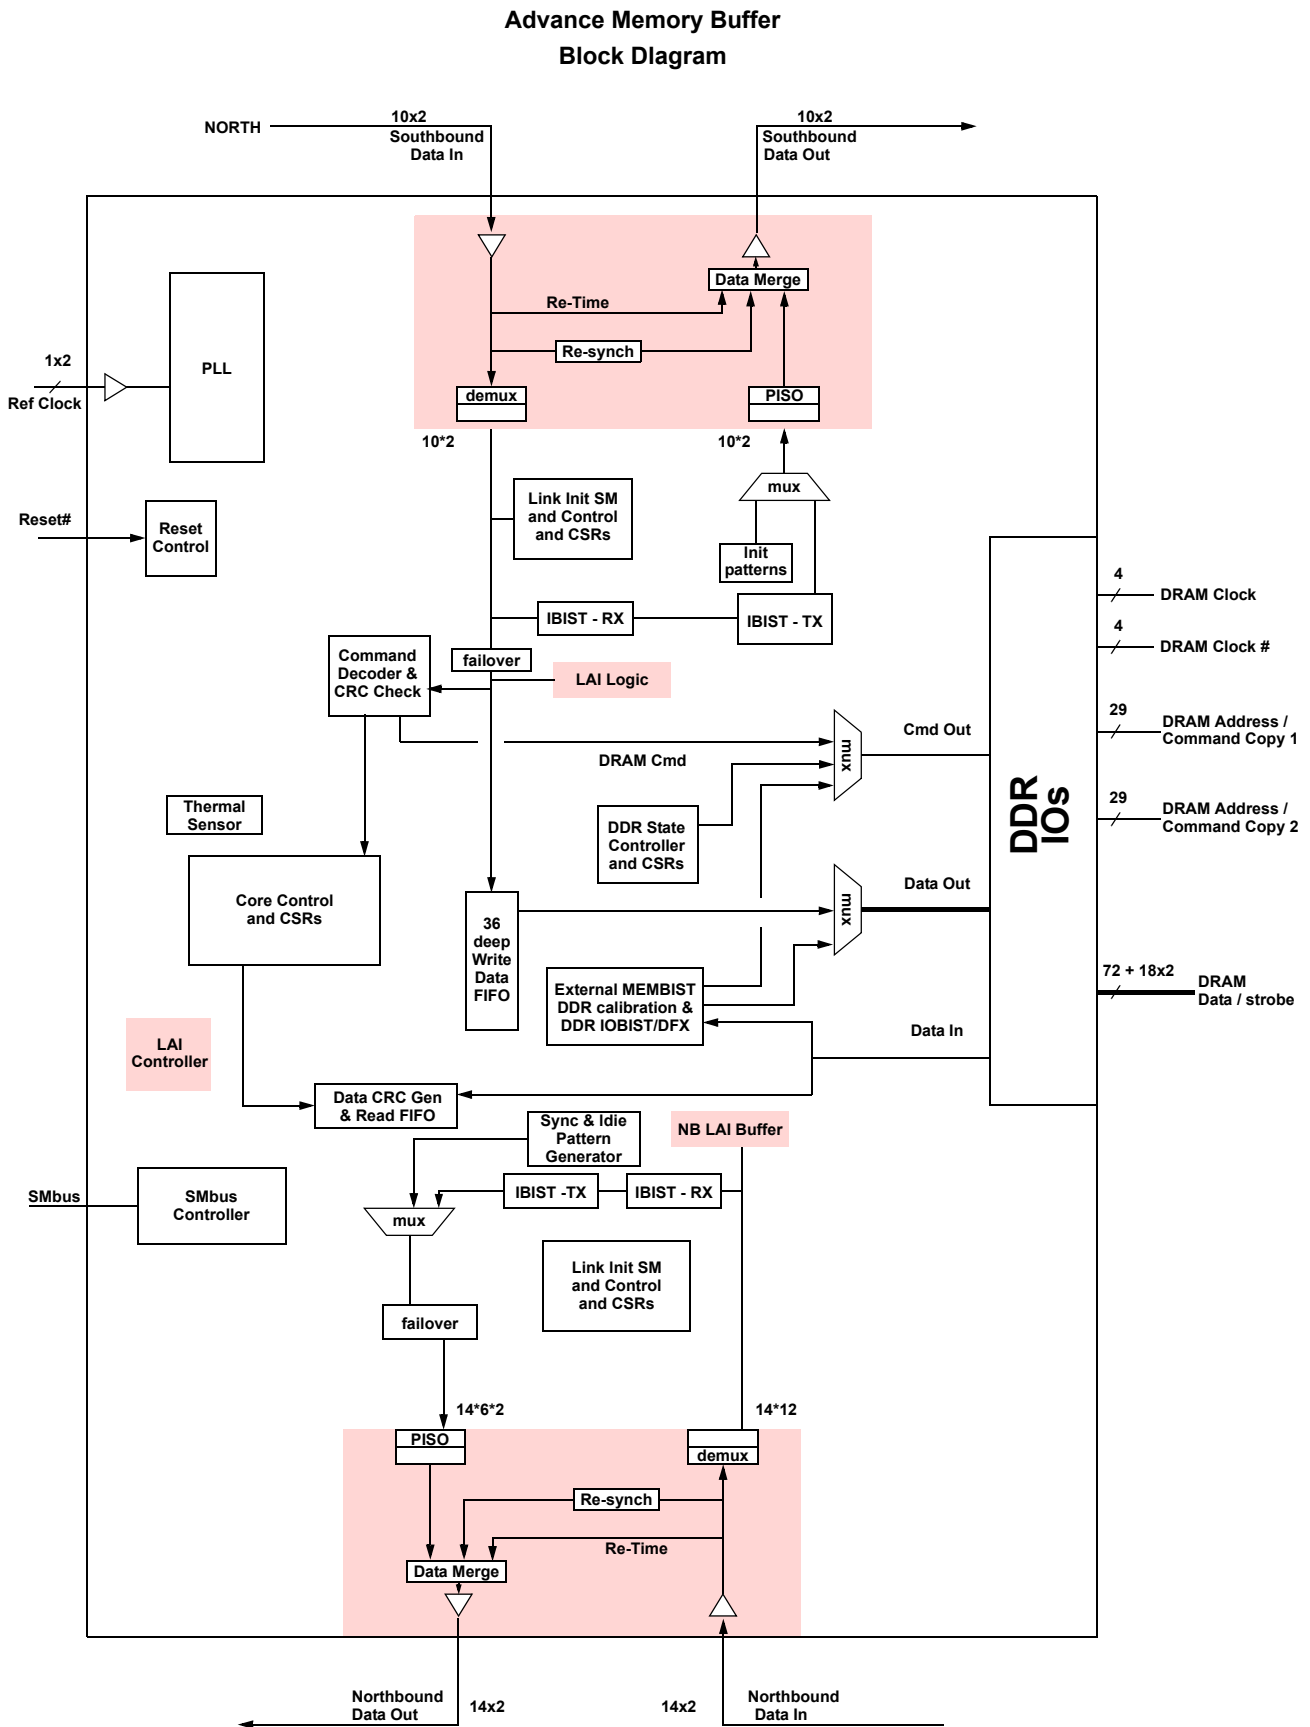 Advance Memory Buffer
Block DIagram
10x2
NORTH
Southbound
Data In
10x2
Southbound
Data Out
Data Merge
Re-Time
Re-synch
demux
PISO
10*2
10*2
PLL
1x2
Ref Clock
mux
Link Init SM
and Control
and CSRs
Reset#
Reset
Control
Init
patterns
IBIST - RX
IBIST - TX
4
DRAM Clock
4
DRAM Clock #
Command
Decoder &
CRC Check
failover
LAI Logic
29
DRAM Address /
Command Copy 1
Cmd Out
mux
DRAM Cmd
DDR
IOs
Thermal
Sensor
DDR State
Controller
and CSRs
29
DRAM Address /
Command Copy 2
Core Control
and CSRs
Data Out
mux
36
deep
Write
Data
FIFO
External MEMBIST
DDR calibration &
DDR IOBIST/DFX
72 + 18x2
DRAM
Data / strobe
Data In
LAI
Controller
Data CRC Gen
& Read FIFO
Sync & Idie
Pattern
Generator
NB LAI Buffer
SMbus
SMbus
Controller
IBIST -TX
IBIST - RX
mux
Link Init SM
and Control
and CSRs
failover
14*6*2
14*12
PISO
demux
Re-synch
Re-Time
Data Merge
Northbound
Data Out
14x2
14x2
Northbound
Data In